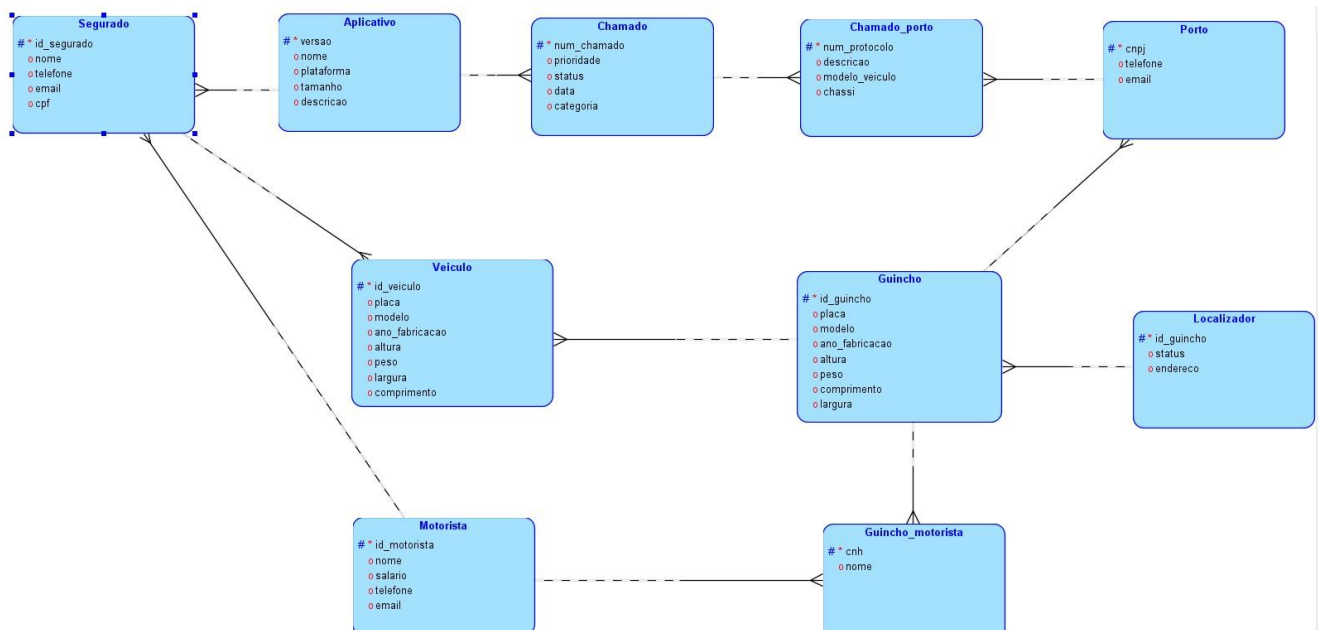 Segurado
# * id_segurado
o nome
o telefone
o email
o cpf
Aplicativo
# * versao
o nome
o plataforma
o tamanho
o descricao
Chamado
# * num_chamado
o prioridade
o status
o data
o categoria
Chamado_porto
# * num_protocolo
o descricao
o modelo_veiculo
o chassi
Porto
# * cnpj
o telefone
o email
Veiculo
# * id_veiculo
o placa
o modelo
o ano_fabricacao
o altura
o peso
o largura
o comprimento
Guincho
# * id_guincho
o placa
o modelo
o ano_fabricacao
o altura
o peso
o comprimento
o largura
Localizador
# * id_guincho
o status
o endereco
Motorista
# * id_motorista
o nome
o salario
o telefone
o email
Guincho_motorista
# * cnh
o nome